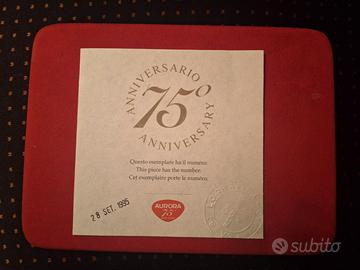 ANNIVERSARIO
75º
ANNIVERSARY
Questo esemplare ha il numero:
This piece has the number:
Cet exemplaire porte le numéro:
28 SET. 1995
AURORA
75
subito